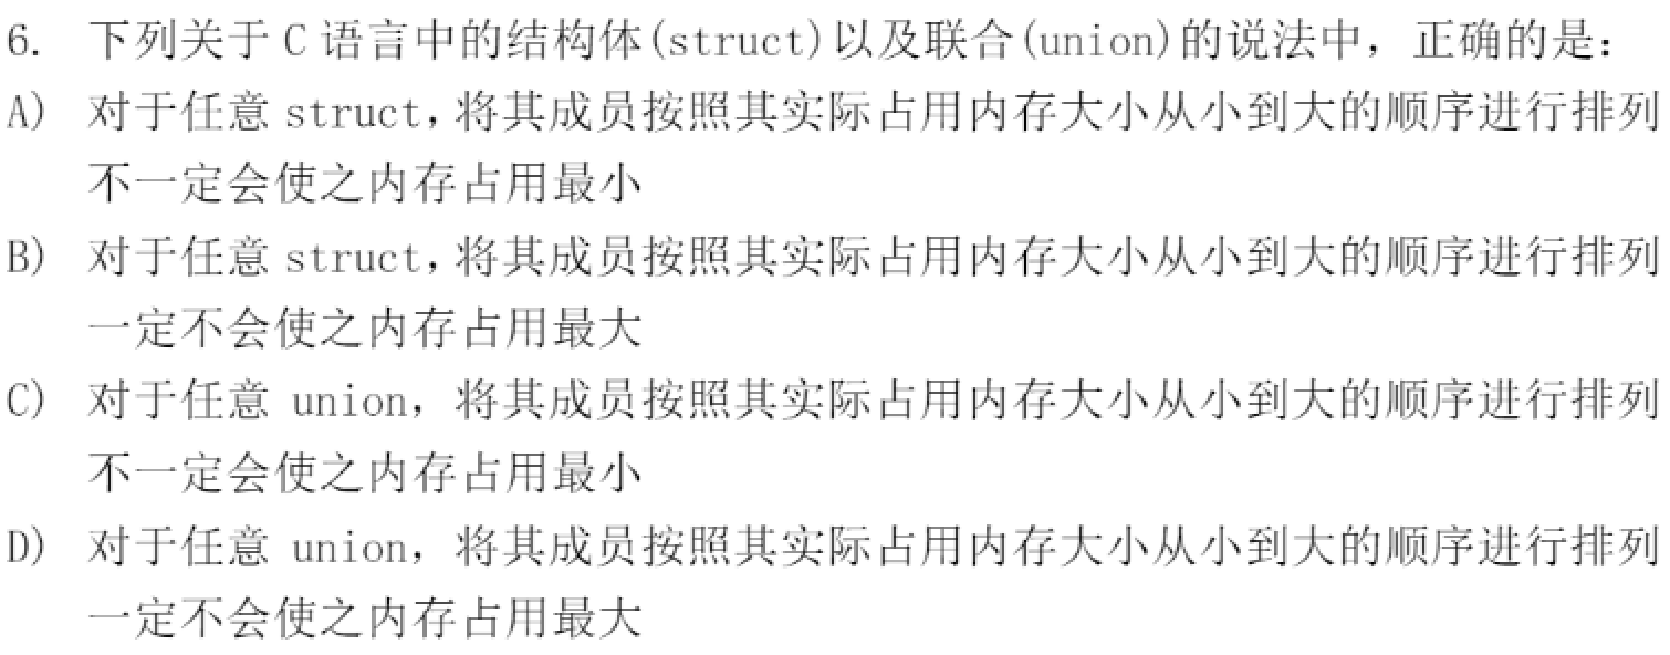 6. 下列关于 C 语言中的结构体(struct)以及联合(union)的说法中，正确的是：
A) 对于任意 struct，将其成员按照其实际占用内存大小从小到大的顺序进行排列
不一定会使之内存占用最小
B) 对于任意 struct，将其成员按照其实际占用内存大小从小到大的顺序进行排列
一定不会使之内存占用最大
C) 对于任意 union，将其成员按照其实际占用内存大小从小到大的顺序进行排列
不一定会使之内存占用最小
D) 对于任意 union，将其成员按照其实际占用内存大小从小到大的顺序进行排列
一定不会使之内存占用最大